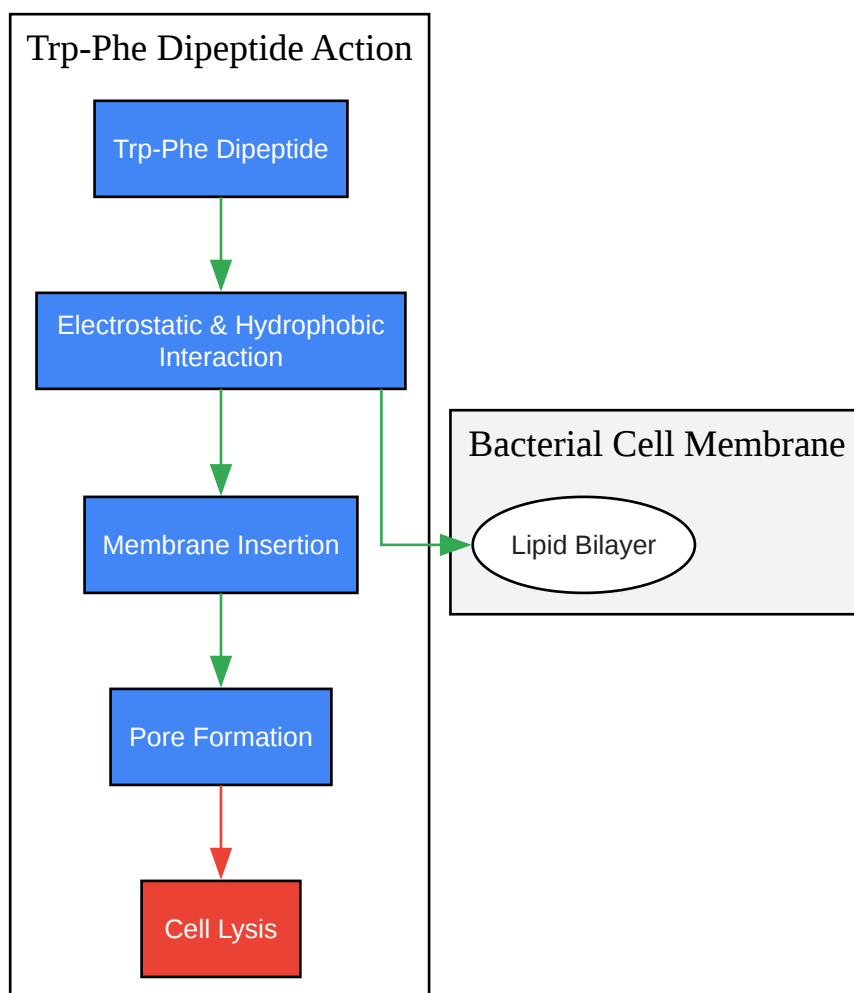 Trp-Phe Dipeptide Action
Trp-Phe Dipeptide
Electrostatic & Hydrophobic
Interaction
Bacterial Cell Membrane
Membrane Insertion
Lipid Bilayer
Pore Formation
Cell Lysis